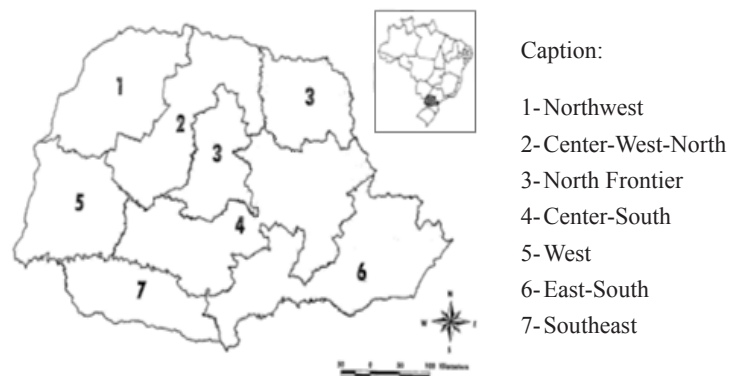 Caption:
1-Northwest
2-Center-West-North
3-North Frontier
4-Center-South
5-West
6-East-South
7-Southeast
1
3
2
3
5
4
6
7
N
W
S